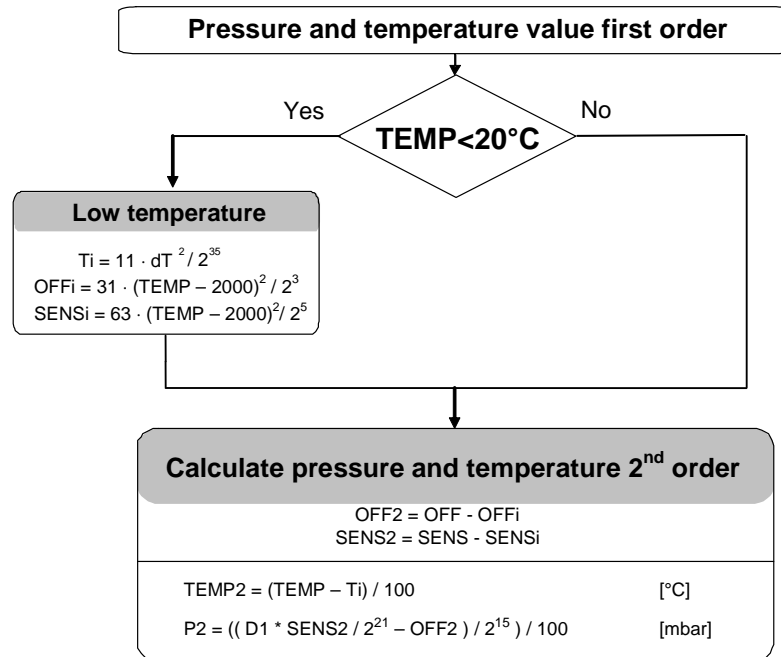 Pressure and temperature value first order
Yes
No
TEMP<20°C
Low temperature
Ti = 11 · dT ² / 2³⁵
OFFi = 31 · (TEMP – 2000)² / 2³
SENSi = 63 · (TEMP – 2000)² / 2⁵
Calculate pressure and temperature 2ⁿᵈ order
OFF2 = OFF - OFFi
SENS2 = SENS - SENSi
TEMP2 = (TEMP – Ti) / 100 [°C]
P2 = (( D1 * SENS2 / 2²¹ – OFF2 ) / 2¹⁵ ) / 100 [mbar]